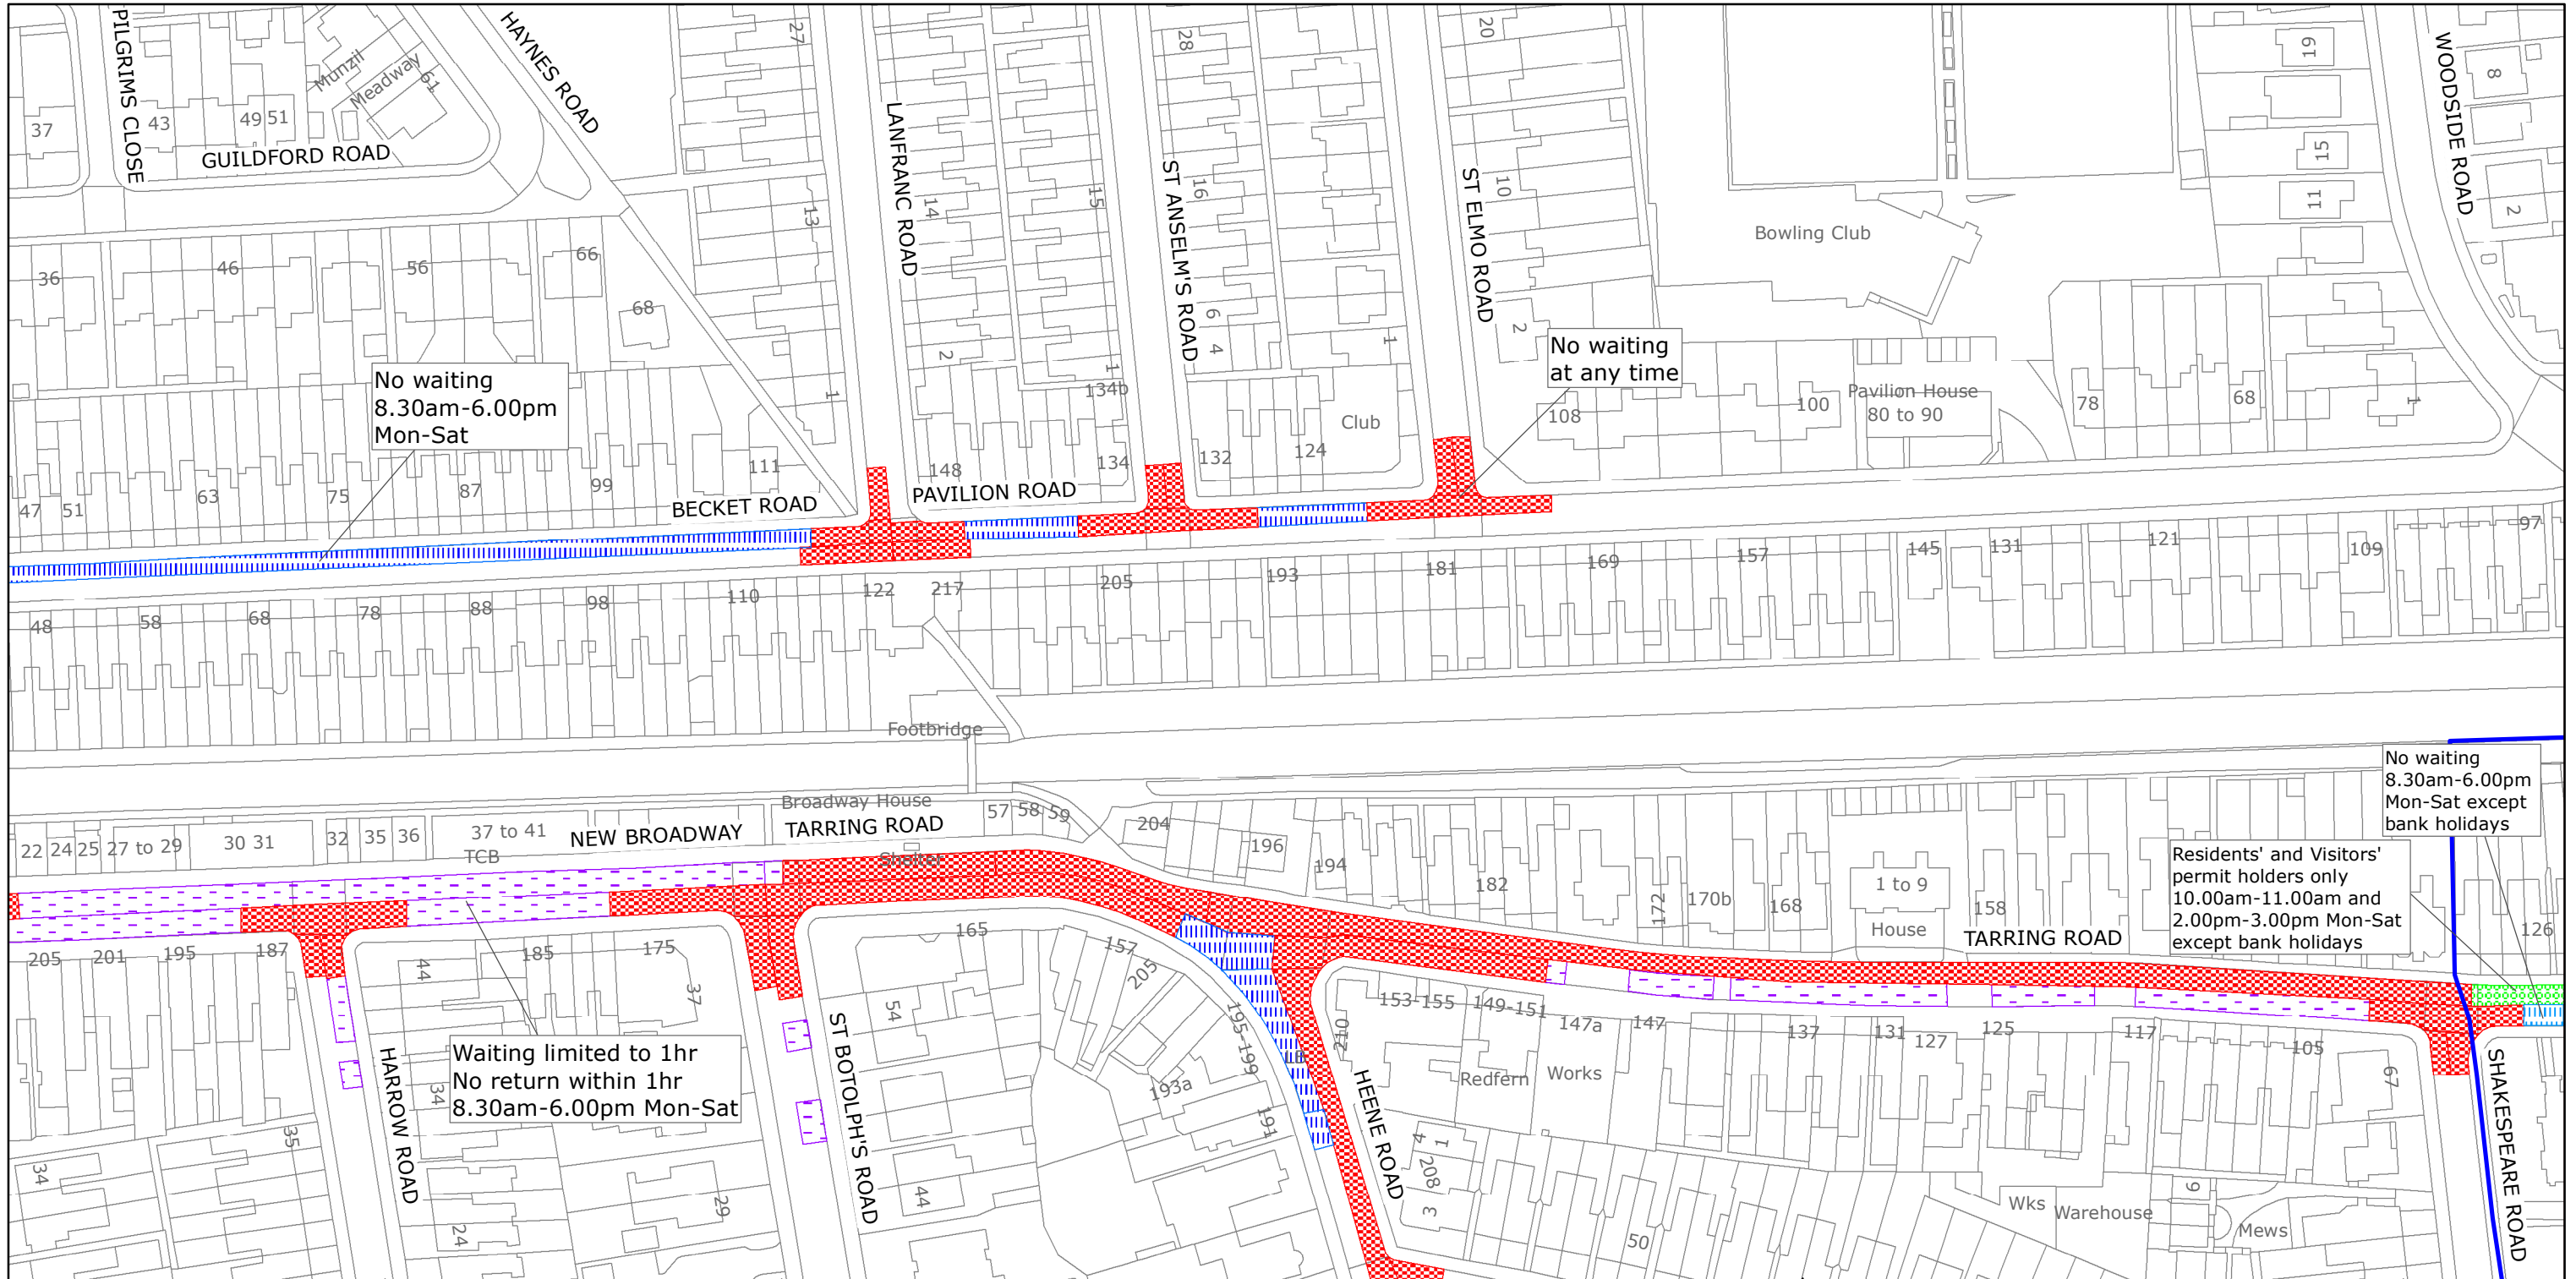 PILGRIMS CLOSE
HAYNES ROAD
Munzil
Meadway
61
37
43
49
51
GUILDFORD ROAD
27
LANFRANC ROAD
28
20
19
WOODSIDE ROAD
8
15
11
2
13
14
15
ST ANSELM'S ROAD
16
ST ELMO ROAD
10
Bowling Club
36
46
56
66
68
6
4
2
1
1
134b
1
2
No waiting
at any time
No waiting
8.30am-6.00pm
Mon-Sat
108
100
Pavilion House
80 to 90
78
68
1
Club
47
51
63
75
87
99
111
148
134
132
124
BECKET ROAD
PAVILION ROAD
48
58
68
78
88
98
110
122
217
205
193
181
169
157
145
131
121
109
97
Footbridge
No waiting
8.30am-6.00pm
Mon-Sat except
bank holidays
Broadway House
22
24
25
27 to 29
30 31
32
35
36
37 to 41
TCB
NEW BROADWAY
TARRING ROAD
57
58
59
Shelter
204
196
194
182
172
170b
168
1 to 9
House
158
TARRING ROAD
126
Residents' and Visitors'
permit holders only
10.00am-11.00am and
2.00pm-3.00pm Mon-Sat
except bank holidays
205
201
195
187
44
185
175
37
165
157
205
54
195-199
193a
191
LB
212
153-155
149-151
147a
147
137
131
127
125
117
105
67
Redfern
Works
Waiting limited to 1hr
No return within 1hr
8.30am-6.00pm Mon-Sat
HARROW ROAD
34
35
34
24
29
ST BOTOLPH'S ROAD
44
HEENE ROAD
4
1
208
3
50
Wks
Warehouse
9
Mews
SHAKESPEARE ROAD